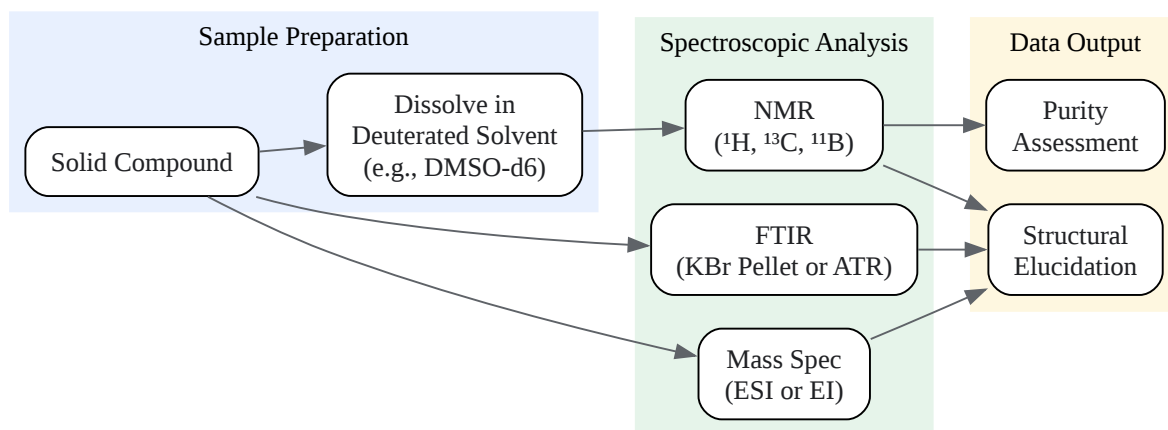 Sample Preparation
Solid Compound
Dissolve in
Deuterated Solvent
(e.g., DMSO-d6)
Spectroscopic Analysis
NMR
(¹H, ¹³C, ¹¹B)
FTIR
(KBr Pellet or ATR)
Mass Spec
(ESI or EI)
Data Output
Purity
Assessment
Structural
Elucidation